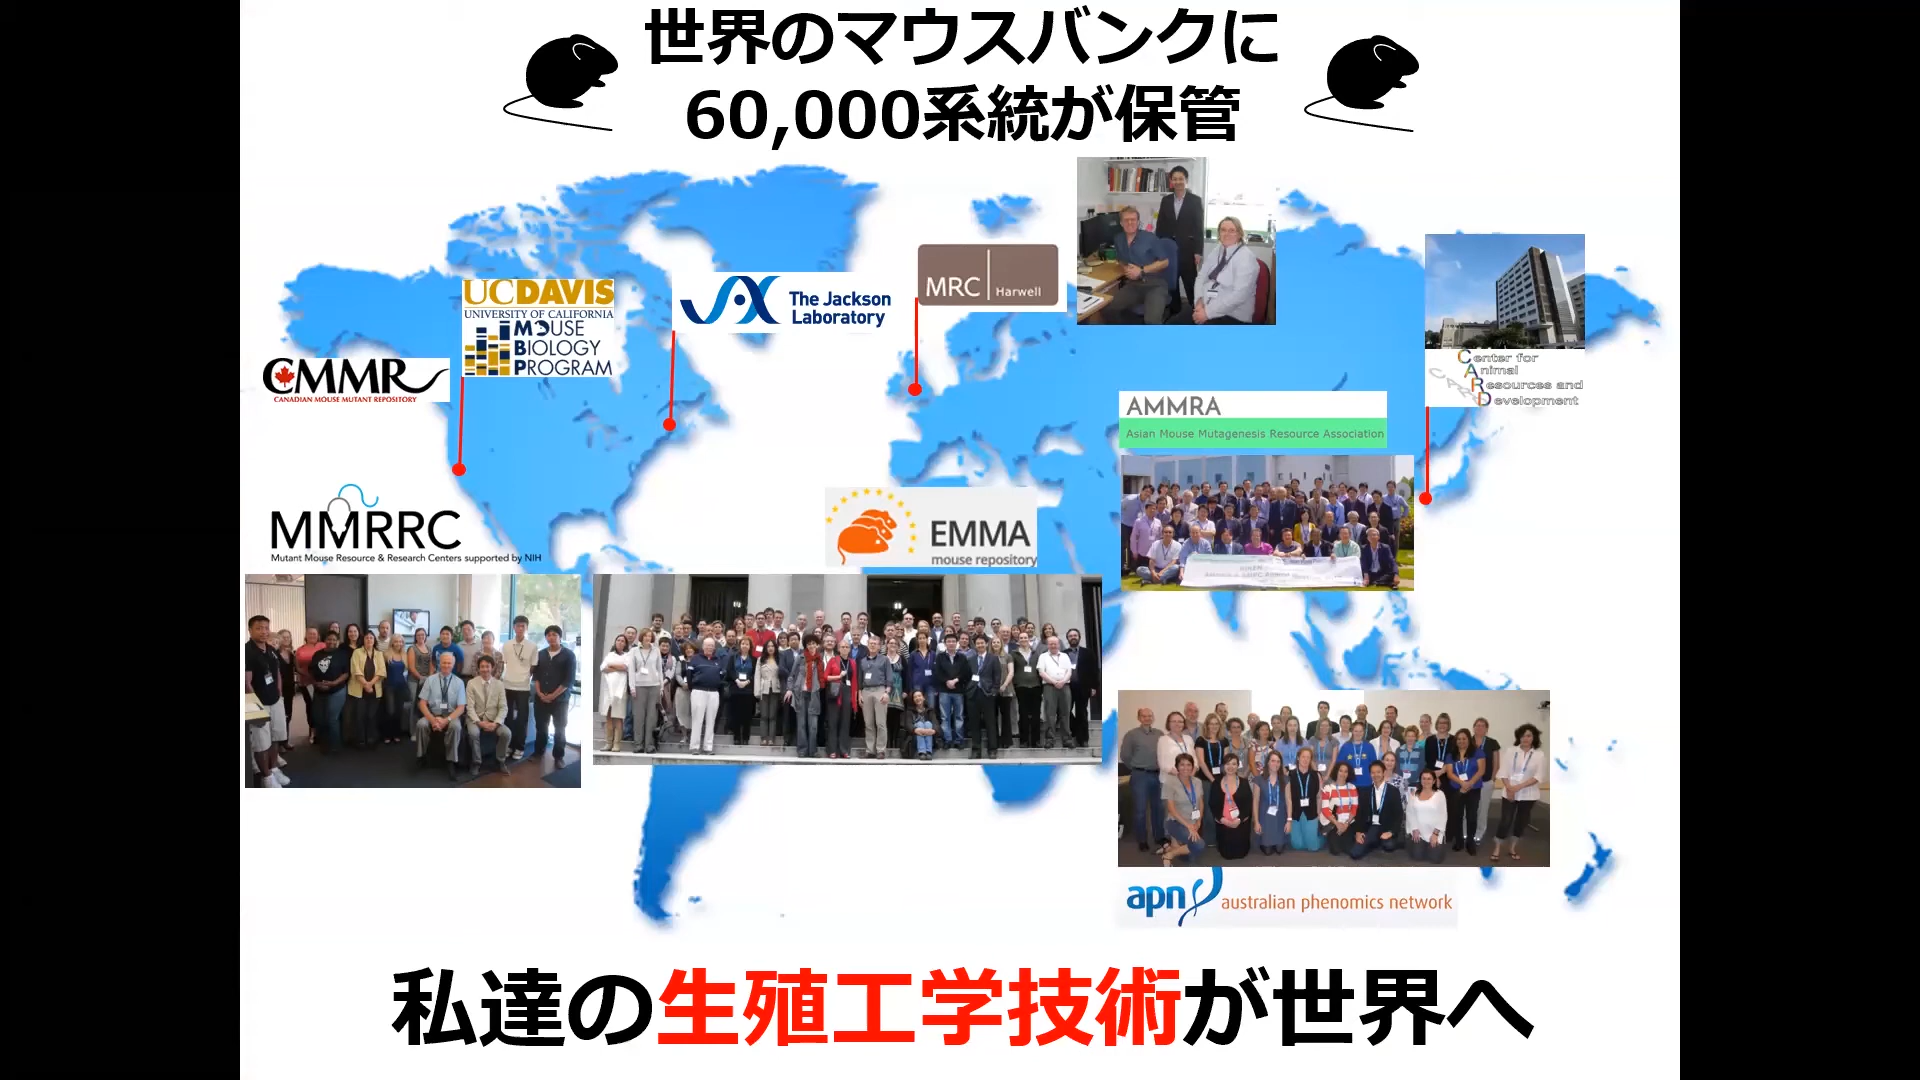 世界のマウスバンクに
60,000系統が保管
UCDAVIS
UNIVERSITY OF CALIFORNIA
MOUSE
BIOLOGY
PROGRAM
The Jackson
Laboratory
MRC Harwell
CMMR
CANADIAN MOUSE MUTANT REPOSITORY
Center for
Animal
Resources and
Development
CARD
AMMRA
Asian Mouse Mutagenesis Resource Association
MMRRC
Mutant Mouse Resource & Research Centers supported by NIH
EMMA
mouse repository
apn australian phenomics network
私達の生殖工学技術が世界へ